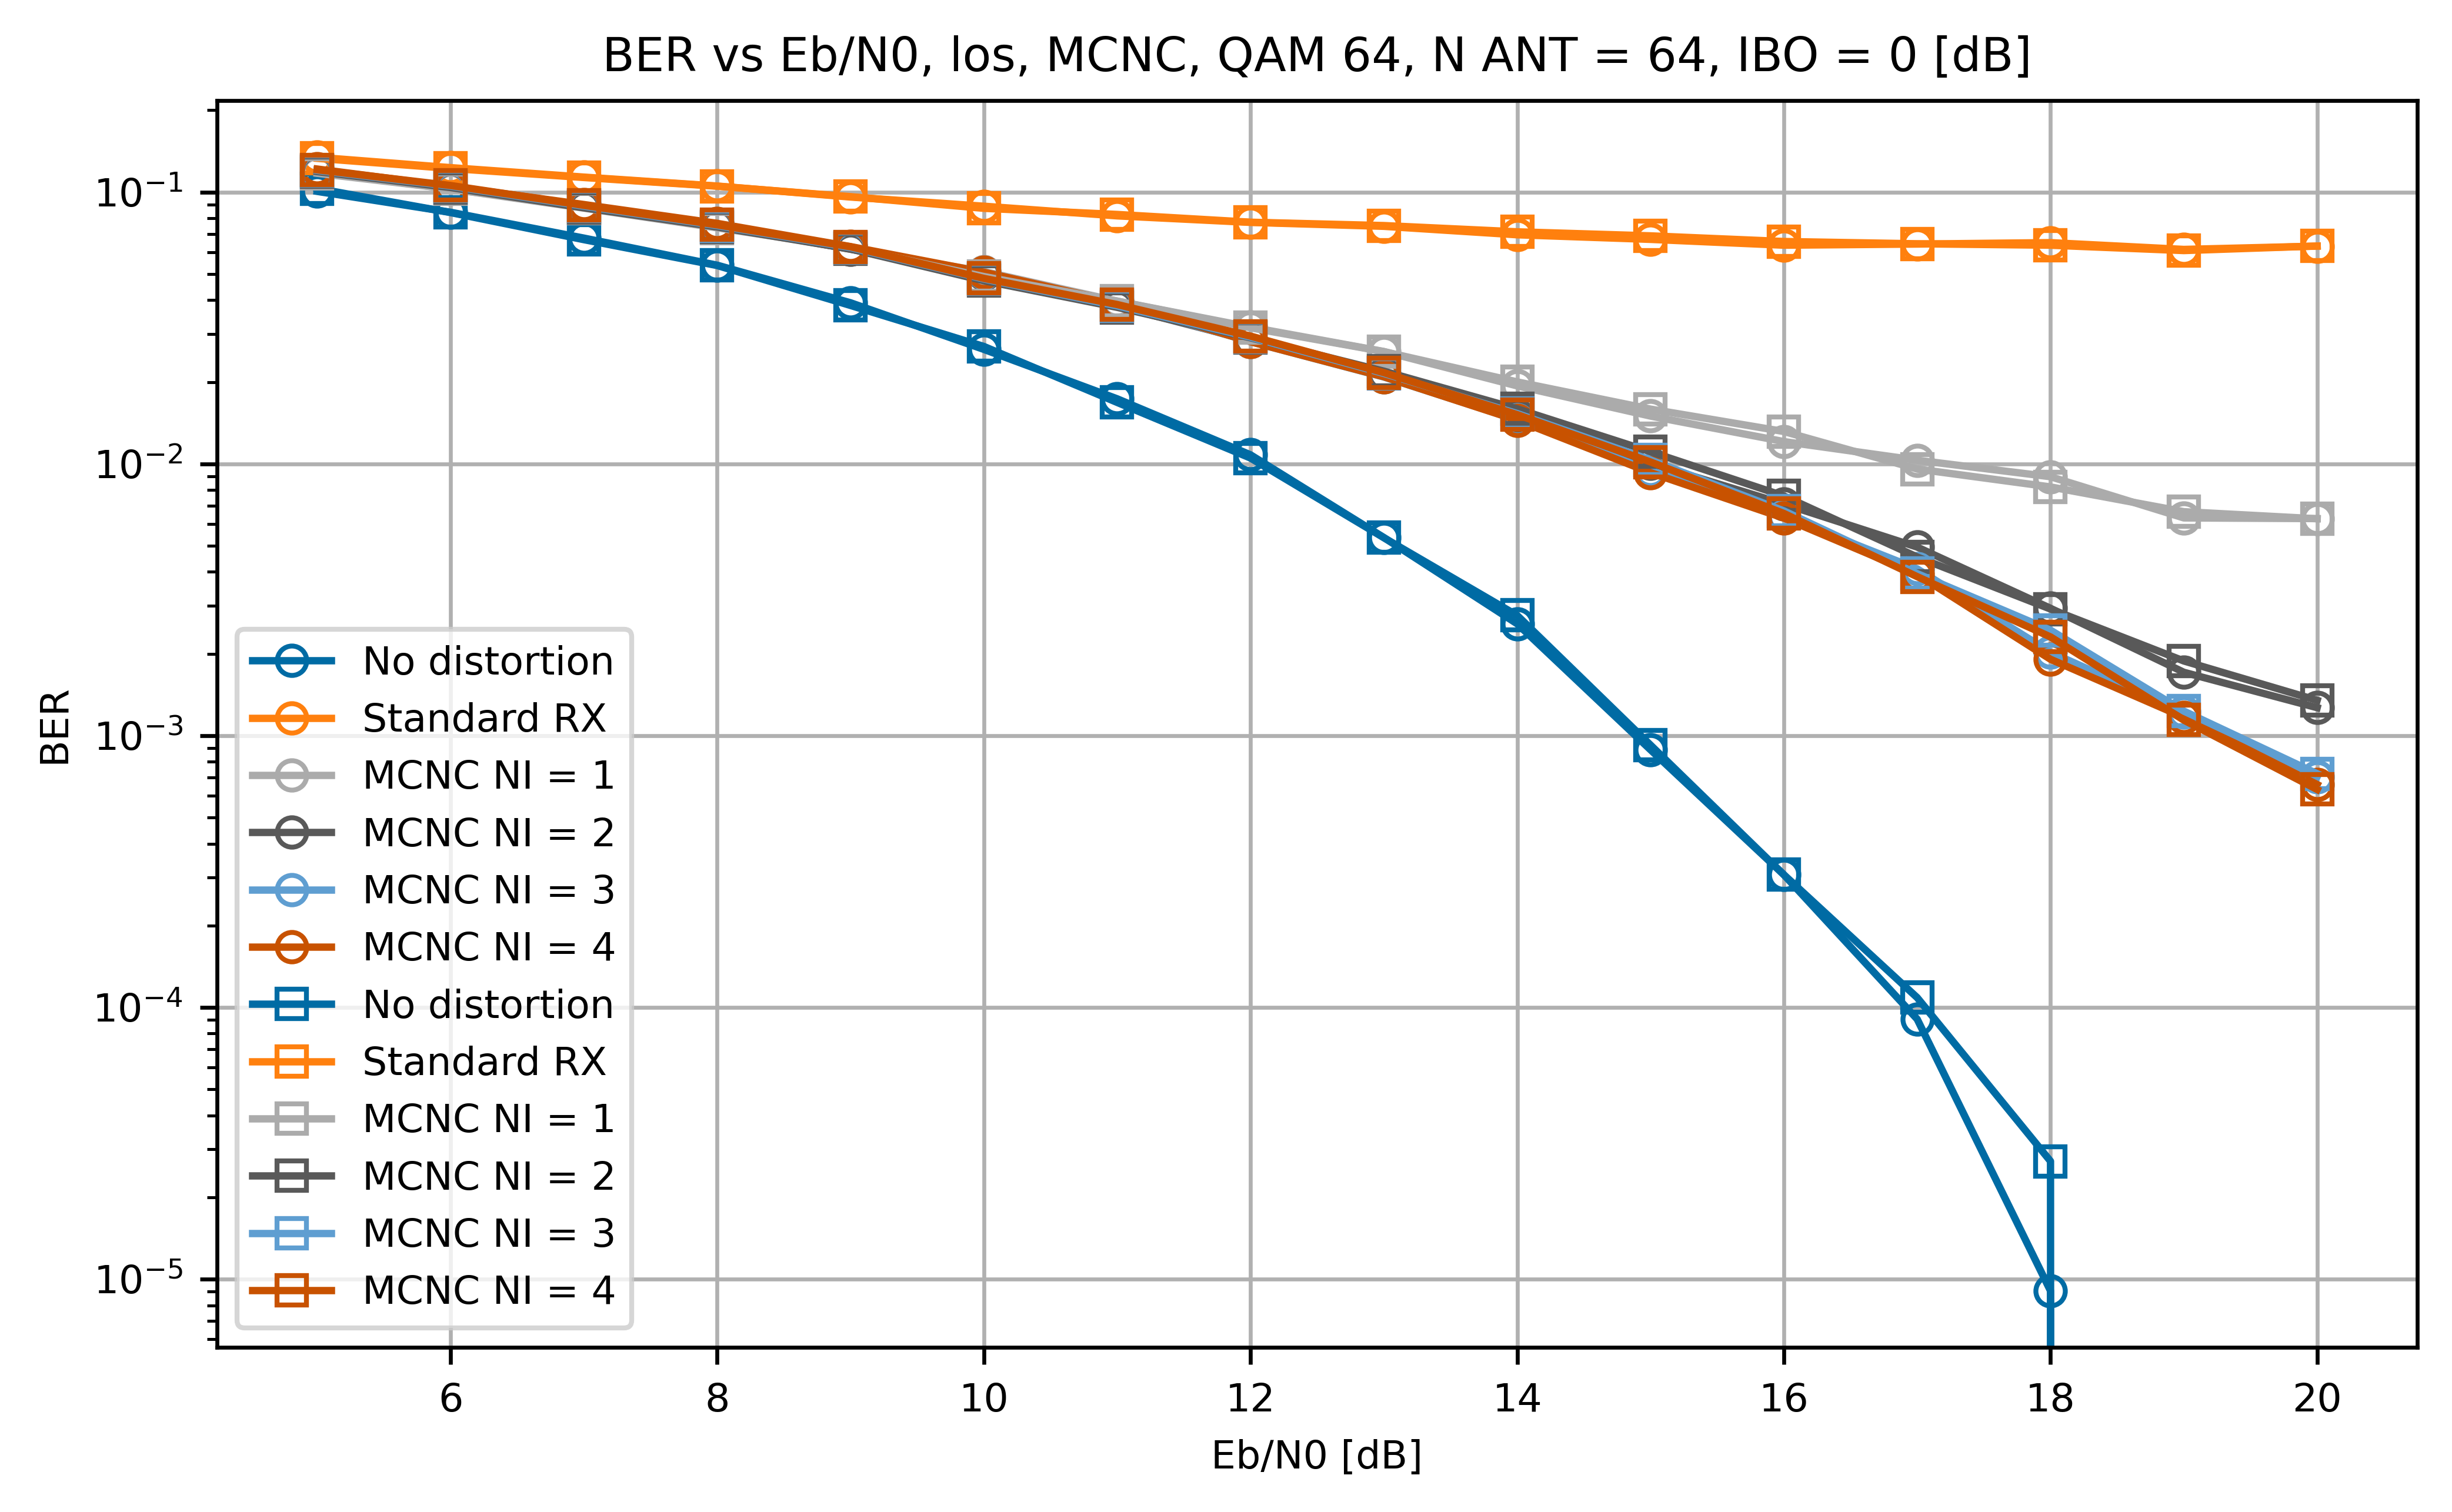 BER vs Eb/N0, los, MCNC, QAM 64, N ANT = 64, IBO = 0 [dB]
BER
10⁻¹
10⁻²
10⁻³
10⁻⁴
10⁻⁵
No distortion
Standard RX
MCNC NI = 1
MCNC NI = 2
MCNC NI = 3
MCNC NI = 4
No distortion
Standard RX
MCNC NI = 1
MCNC NI = 2
MCNC NI = 3
MCNC NI = 4
6 8 10 12 14 16 18 20
Eb/N0 [dB]